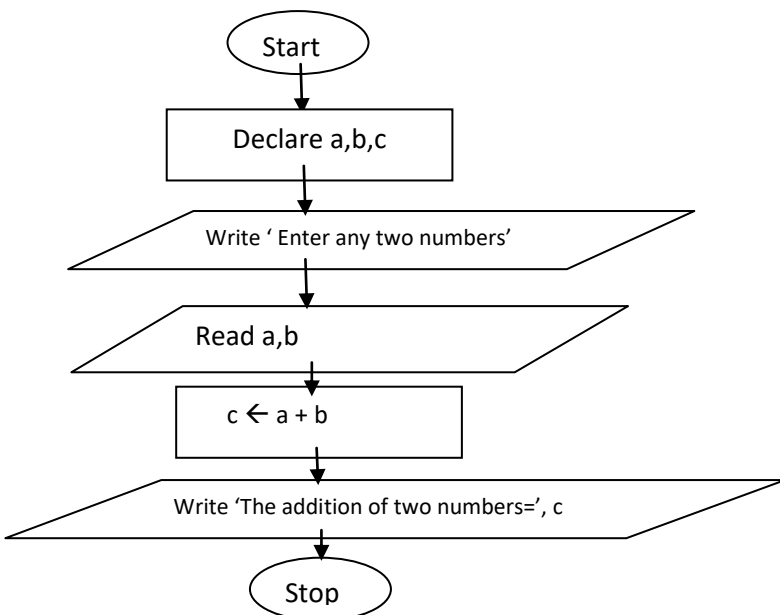 Start
Declare a,b,c
Write ‘ Enter any two numbers’
Read a,b
c ← a + b
Write ‘The addition of two numbers=’, c
Stop